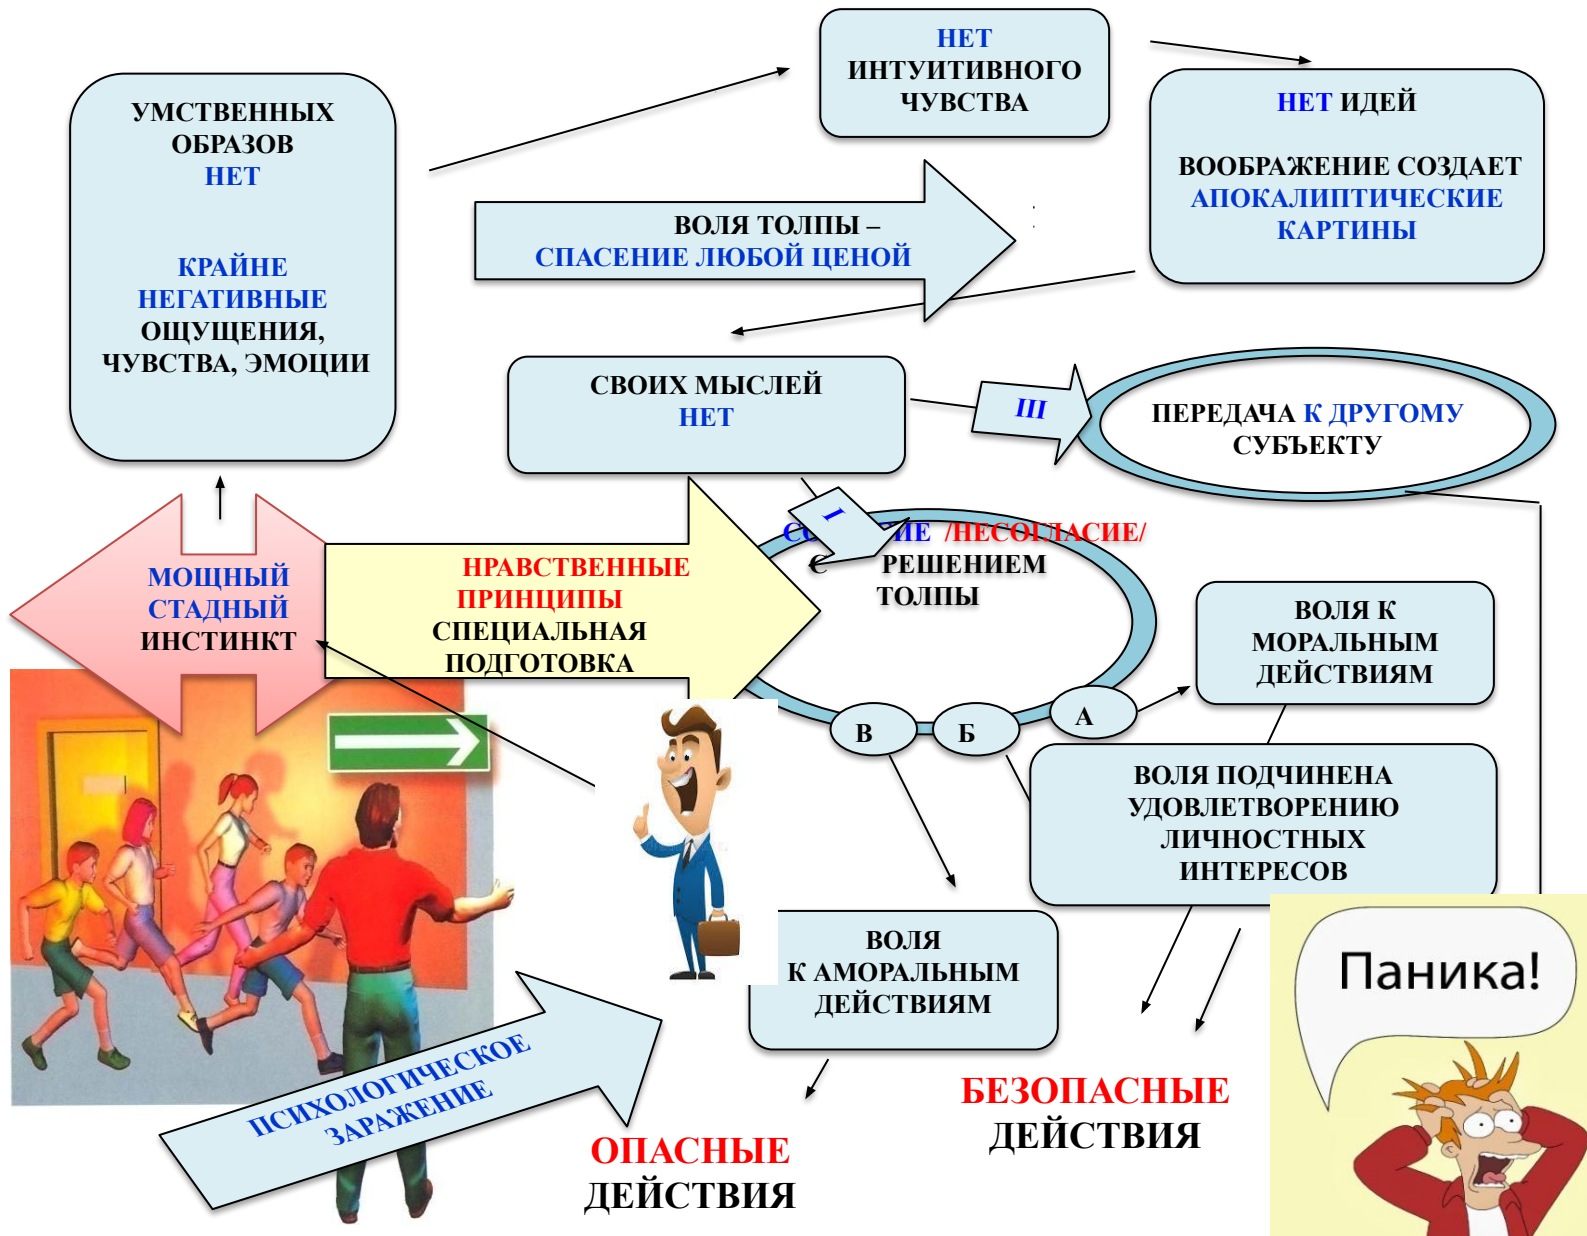 НЕТ
ИНТУИТИВНОГО
ЧУВСТВА
УМСТВЕННЫХ
ОБРАЗОВ
НЕТ
КРАЙНЕ
НЕГАТИВНЫЕ
ОЩУЩЕНИЯ,
ЧУВСТВА, ЭМОЦИИ
НЕТ ИДЕЙ
ВООБРАЖЕНИЕ СОЗДАЕТ
АПОКАЛИПТИЧЕСКИЕ
КАРТИНЫ
ВОЛЯ ТОЛПЫ –
СПАСЕНИЕ ЛЮБОЙ ЦЕНОЙ
СВОИХ МЫСЛЕЙ
НЕТ
III
ПЕРЕДАЧА К ДРУГОМУ
СУБЪЕКТУ
I
/НЕСОГЛАСИЕ/
С РЕШЕНИЕМ
ТОЛПЫ
МОЩНЫЙ
СТАДНЫЙ
ИНСТИНКТ
НРАВСТВЕННЫЕ
ПРИНЦИПЫ
СПЕЦИАЛЬНАЯ
ПОДГОТОВКА
ВОЛЯ К
МОРАЛЬНЫМ
ДЕЙСТВИЯМ
В
Б
А
ВОЛЯ ПОДЧИНЕНА
УДОВЛЕТВОРЕНИЮ
ЛИЧНОСТНЫХ
ИНТЕРЕСОВ
ВОЛЯ
К АМОРАЛЬНЫМ
ДЕЙСТВИЯМ
Паника!
ПСИХОЛОГИЧЕСКОЕ
ЗАРАЖЕНИЕ
БЕЗОПАСНЫЕ
ДЕЙСТВИЯ
ОПАСНЫЕ
ДЕЙСТВИЯ